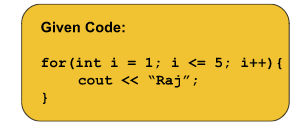 Given Code:
for(int i = 1; i <= 5; i++){
cout << “Raj”;
}